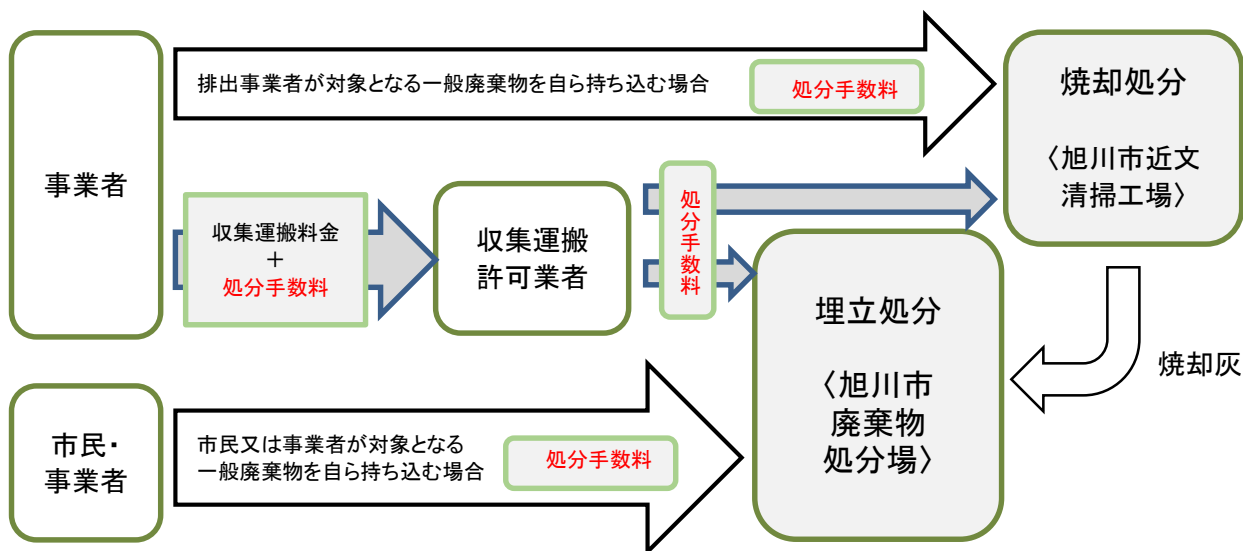 排出事業者が対象となる一般廃棄物を自ら持ち込む場合
処分手数料
焼却処分
〈旭川市近文
清掃工場〉
事業者
収集運搬料金
+
処分手数料
収集運搬
許可業者
処分手数料
埋立処分
〈旭川市
廃棄物
処分場〉
焼却灰
市民・
事業者
市民又は事業者が対象となる
一般廃棄物を自ら持ち込む場合
処分手数料